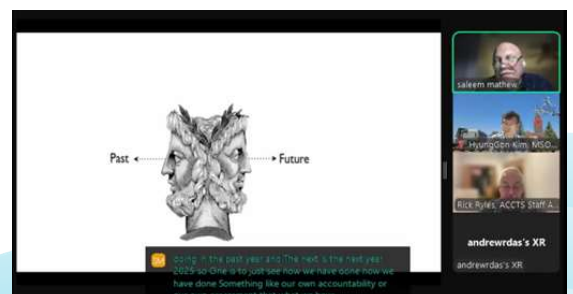 Past
Future
saleem mathew
HyungGon Kim, MSO...
Rick Ryles, ACCTS Staff A...
andrewrdas's XR
andrewrdas's XR
doing in the past year and The next is the next year
2025 so One is to just see how we have done how we
have done Something like our own accountability or